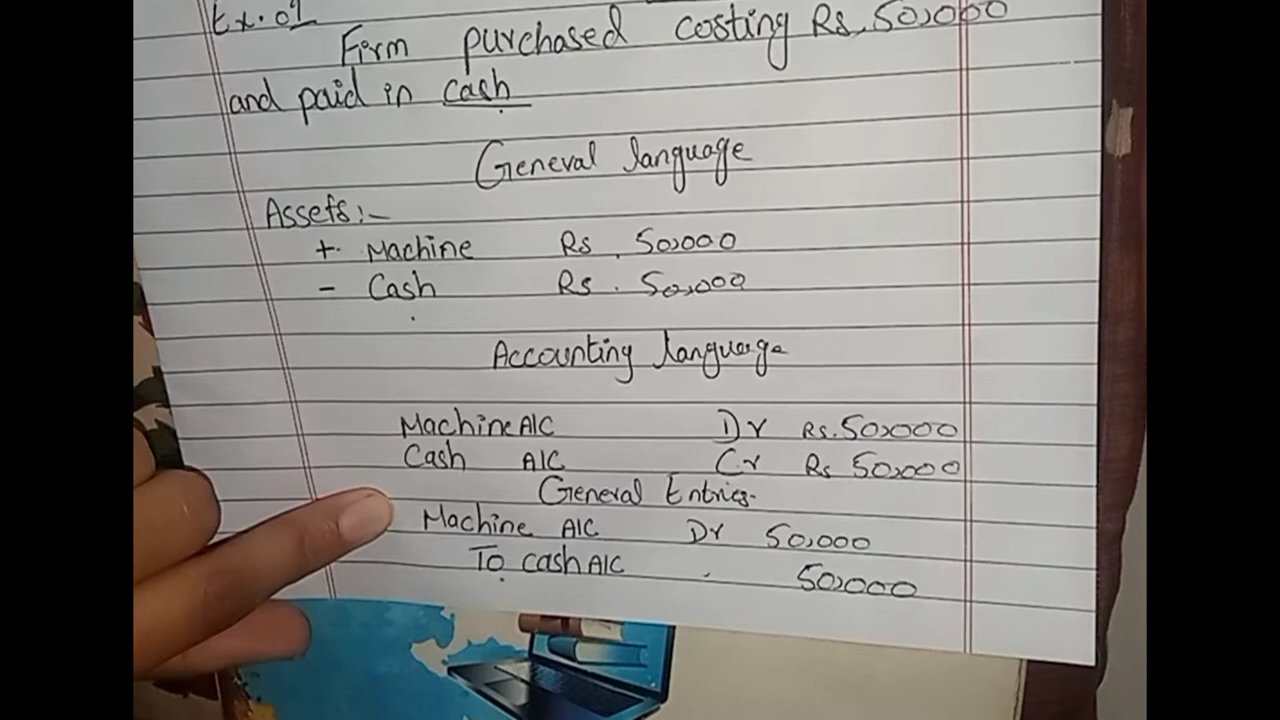 Ex. 01
Firm purchased costing Rs. 50,000
and paid in cash
General language
Assets:-
+ Machine Rs. 50,000
- Cash Rs. 50,000
Accounting language
Machine A/C Dr Rs. 50,000
Cash A/C Cr Rs 50,000
General Entries.
Machine A/C Dr 50,000
To cash A/C 50,000